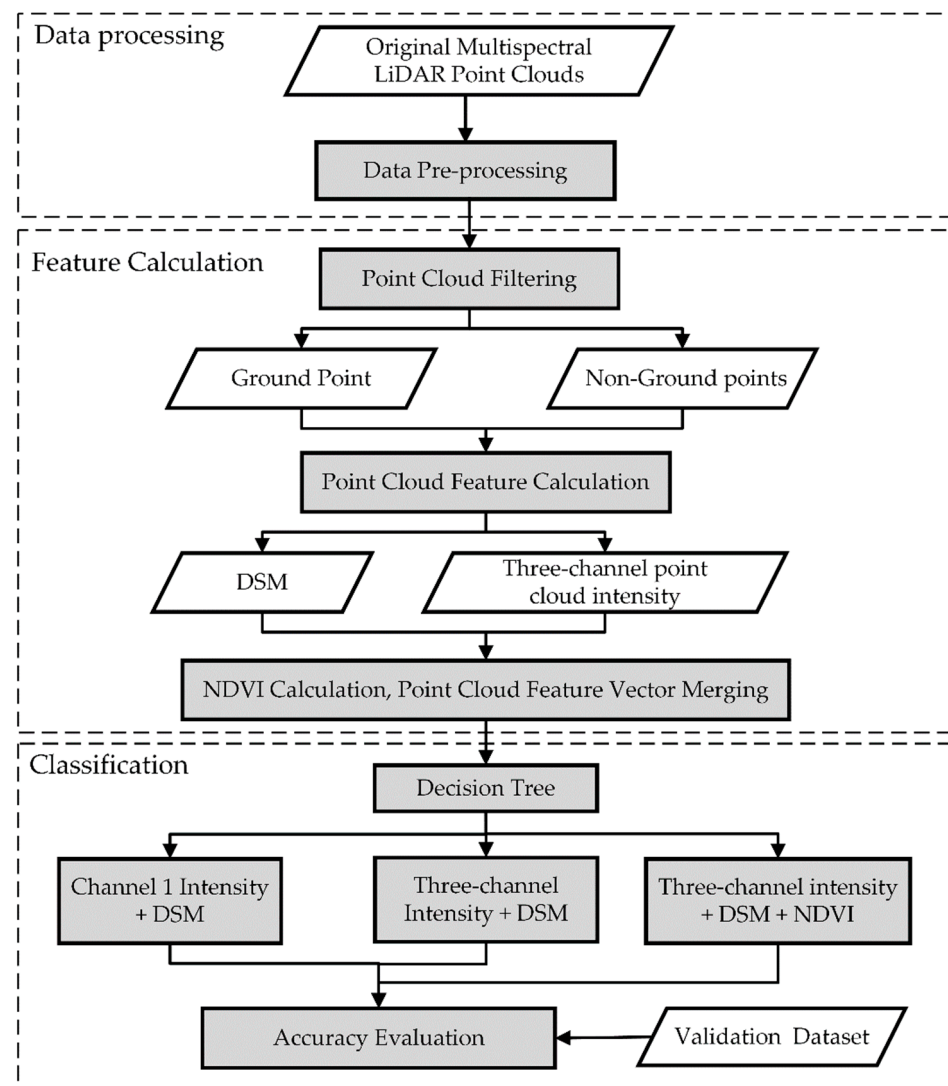 Data processing
Original Multispectral
LiDAR Point Clouds
Data Pre-processing
Feature Calculation
Point Cloud Filtering
Ground Point
Non-Ground points
Point Cloud Feature Calculation
DSM
Three-channel point
cloud intensity
NDVI Calculation, Point Cloud Feature Vector Merging
Classification
Decision Tree
Channel 1 Intensity
+ DSM
Three-channel
Intensity + DSM
Three-channel intensity
+ DSM + NDVI
Accuracy Evaluation
Validation Dataset